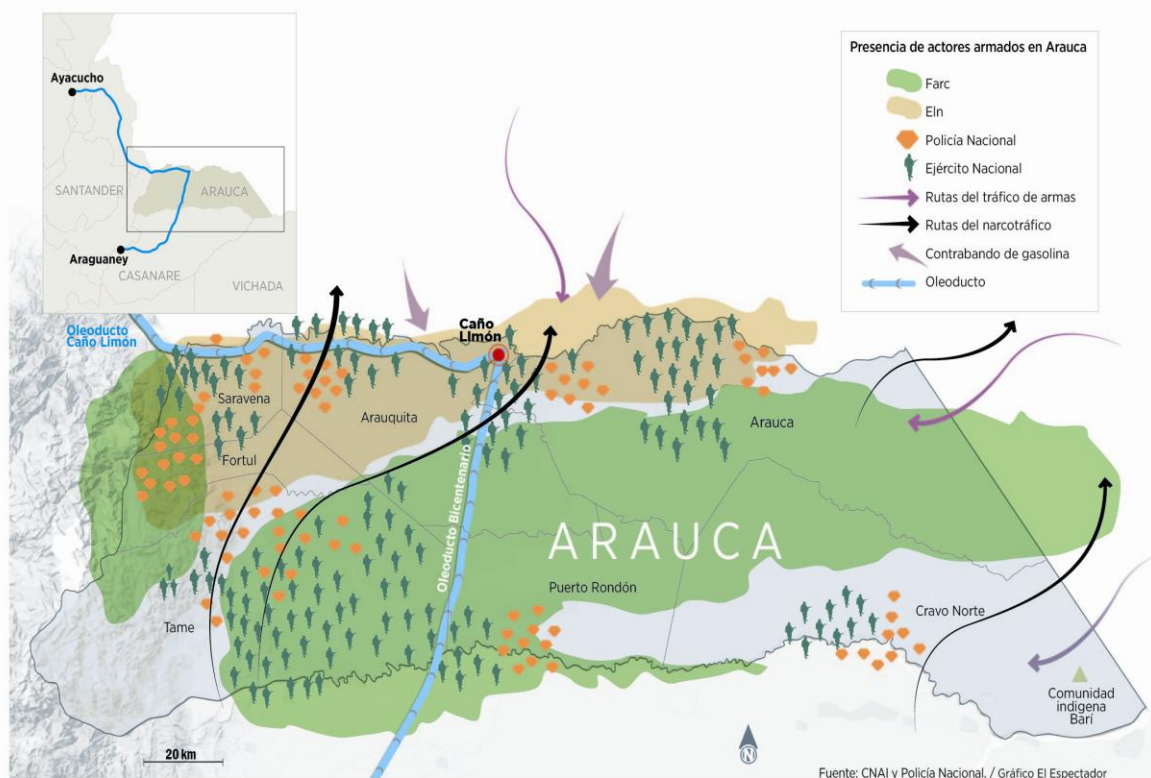 Ayacucho
SANTANDER
ARAUCA
Araguaney
CASANARE
VICHADA
Presencia de actores armados en Arauca
Farc
Eln
Policía Nacional
Ejército Nacional
Rutas del tráfico de armas
Rutas del narcotráfico
Contrabando de gasolina
Oleoducto
Oleoducto
Caño Limón
Caño
Limón
Saravena
Arauquita
Arauca
Fortul
Oleoducto Bicentenario
ARAUCA
Puerto Rondón
Cravo Norte
Tame
Comunidad
indigena
Barí
20 km
N
Fuente: CNAI y Policía Nacional. / Gráfico El Espectador